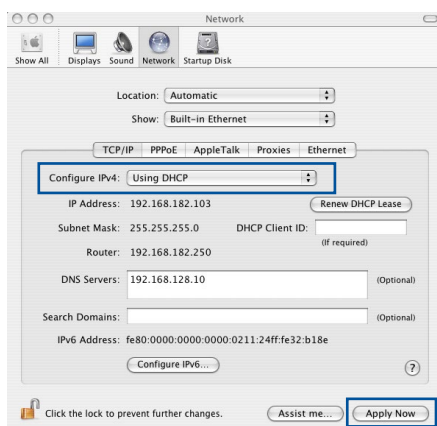 Network
Show All Displays Sound Network Startup Disk
Location: Automatic
Show: Built-in Ethernet
TCP/IP PPPoE AppleTalk Proxies Ethernet
Configure IPv4: Using DHCP
IP Address: 192.168.182.103 Renew DHCP Lease
Subnet Mask: 255.255.255.0 DHCP Client ID:
(If required)
Router: 192.168.182.250
DNS Servers: 192.168.128.10 (Optional)
Search Domains: (Optional)
IPv6 Address: fe80:0000:0000:0000:0211:24ff:fe32:b18e
Configure IPv6... ?
Click the lock to prevent further changes. Assist me... Apply Now